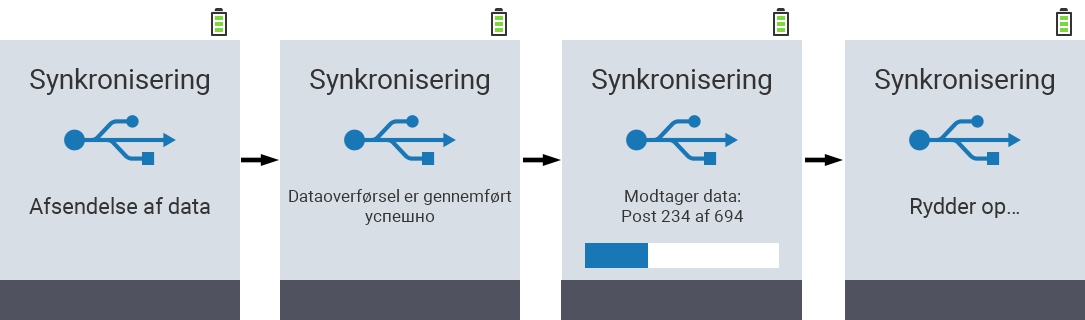 Synkronisering
Afsendelse af data
Synkronisering
Dataoverførsel er gennemført
успешно
Synkronisering
Modtager data:
Post 234 af 694
Synkronisering
Rydder op...